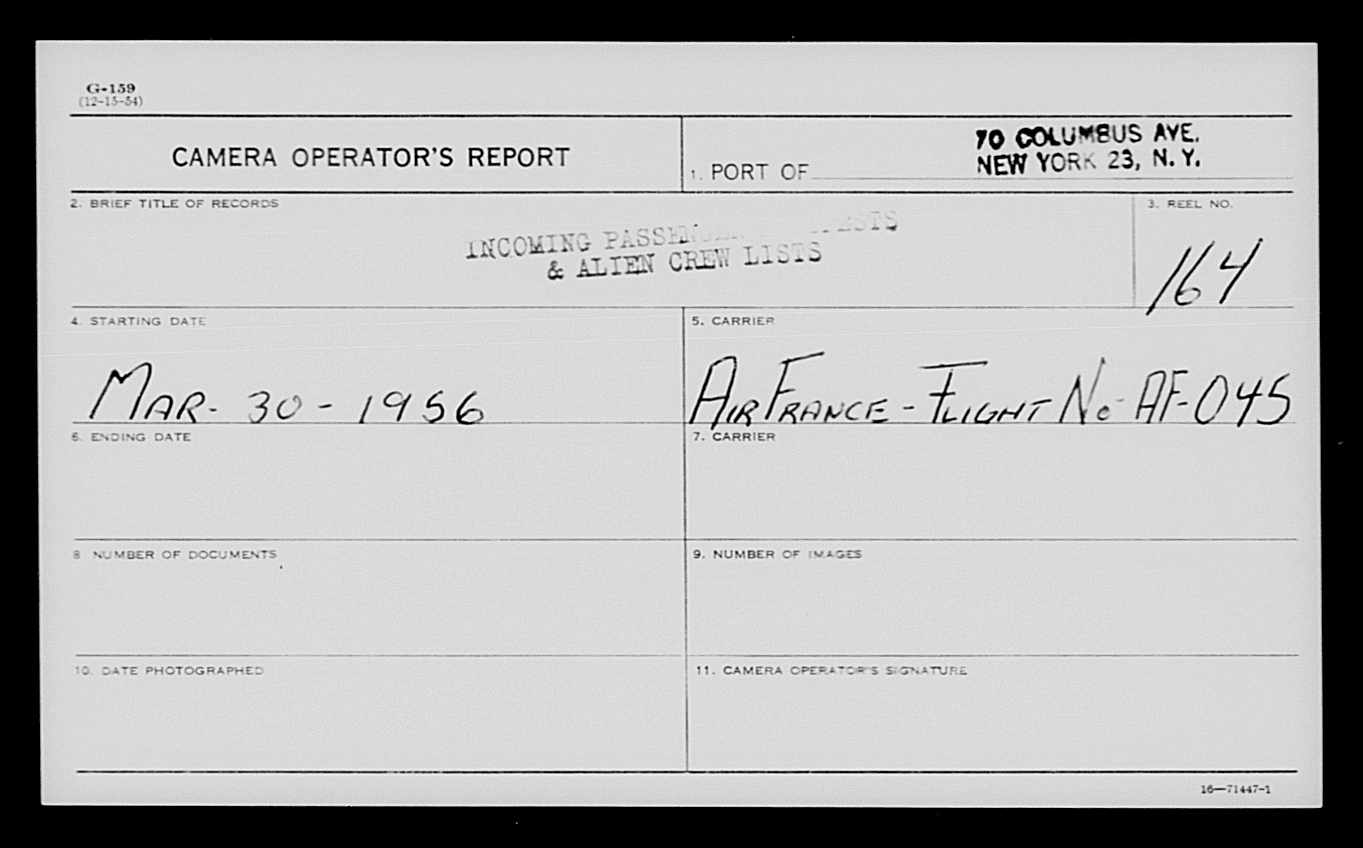 G-159
(12-15-54)
CAMERA OPERATOR'S REPORT
1. PORT OF
70 COLUMBUS AVE.
NEW YORK 23, N. Y.
2. BRIEF TITLE OF RECORDS
INCOMING
& ALIEN CREW LISTS
3. REEL NO.
164
4. STARTING DATE
MAR- 30 - 1956
5. CARRIER
AIR FRANCE - FLIGHT No- AF-045
6. ENDING DATE
7. CARRIER
8 NUMBER OF DOCUMENTS
9. NUMBER OF IMAGES
10. DATE PHOTOGRAPHED
11. CAMERA OPERATOR'S SIGNATURE
16—71447-1